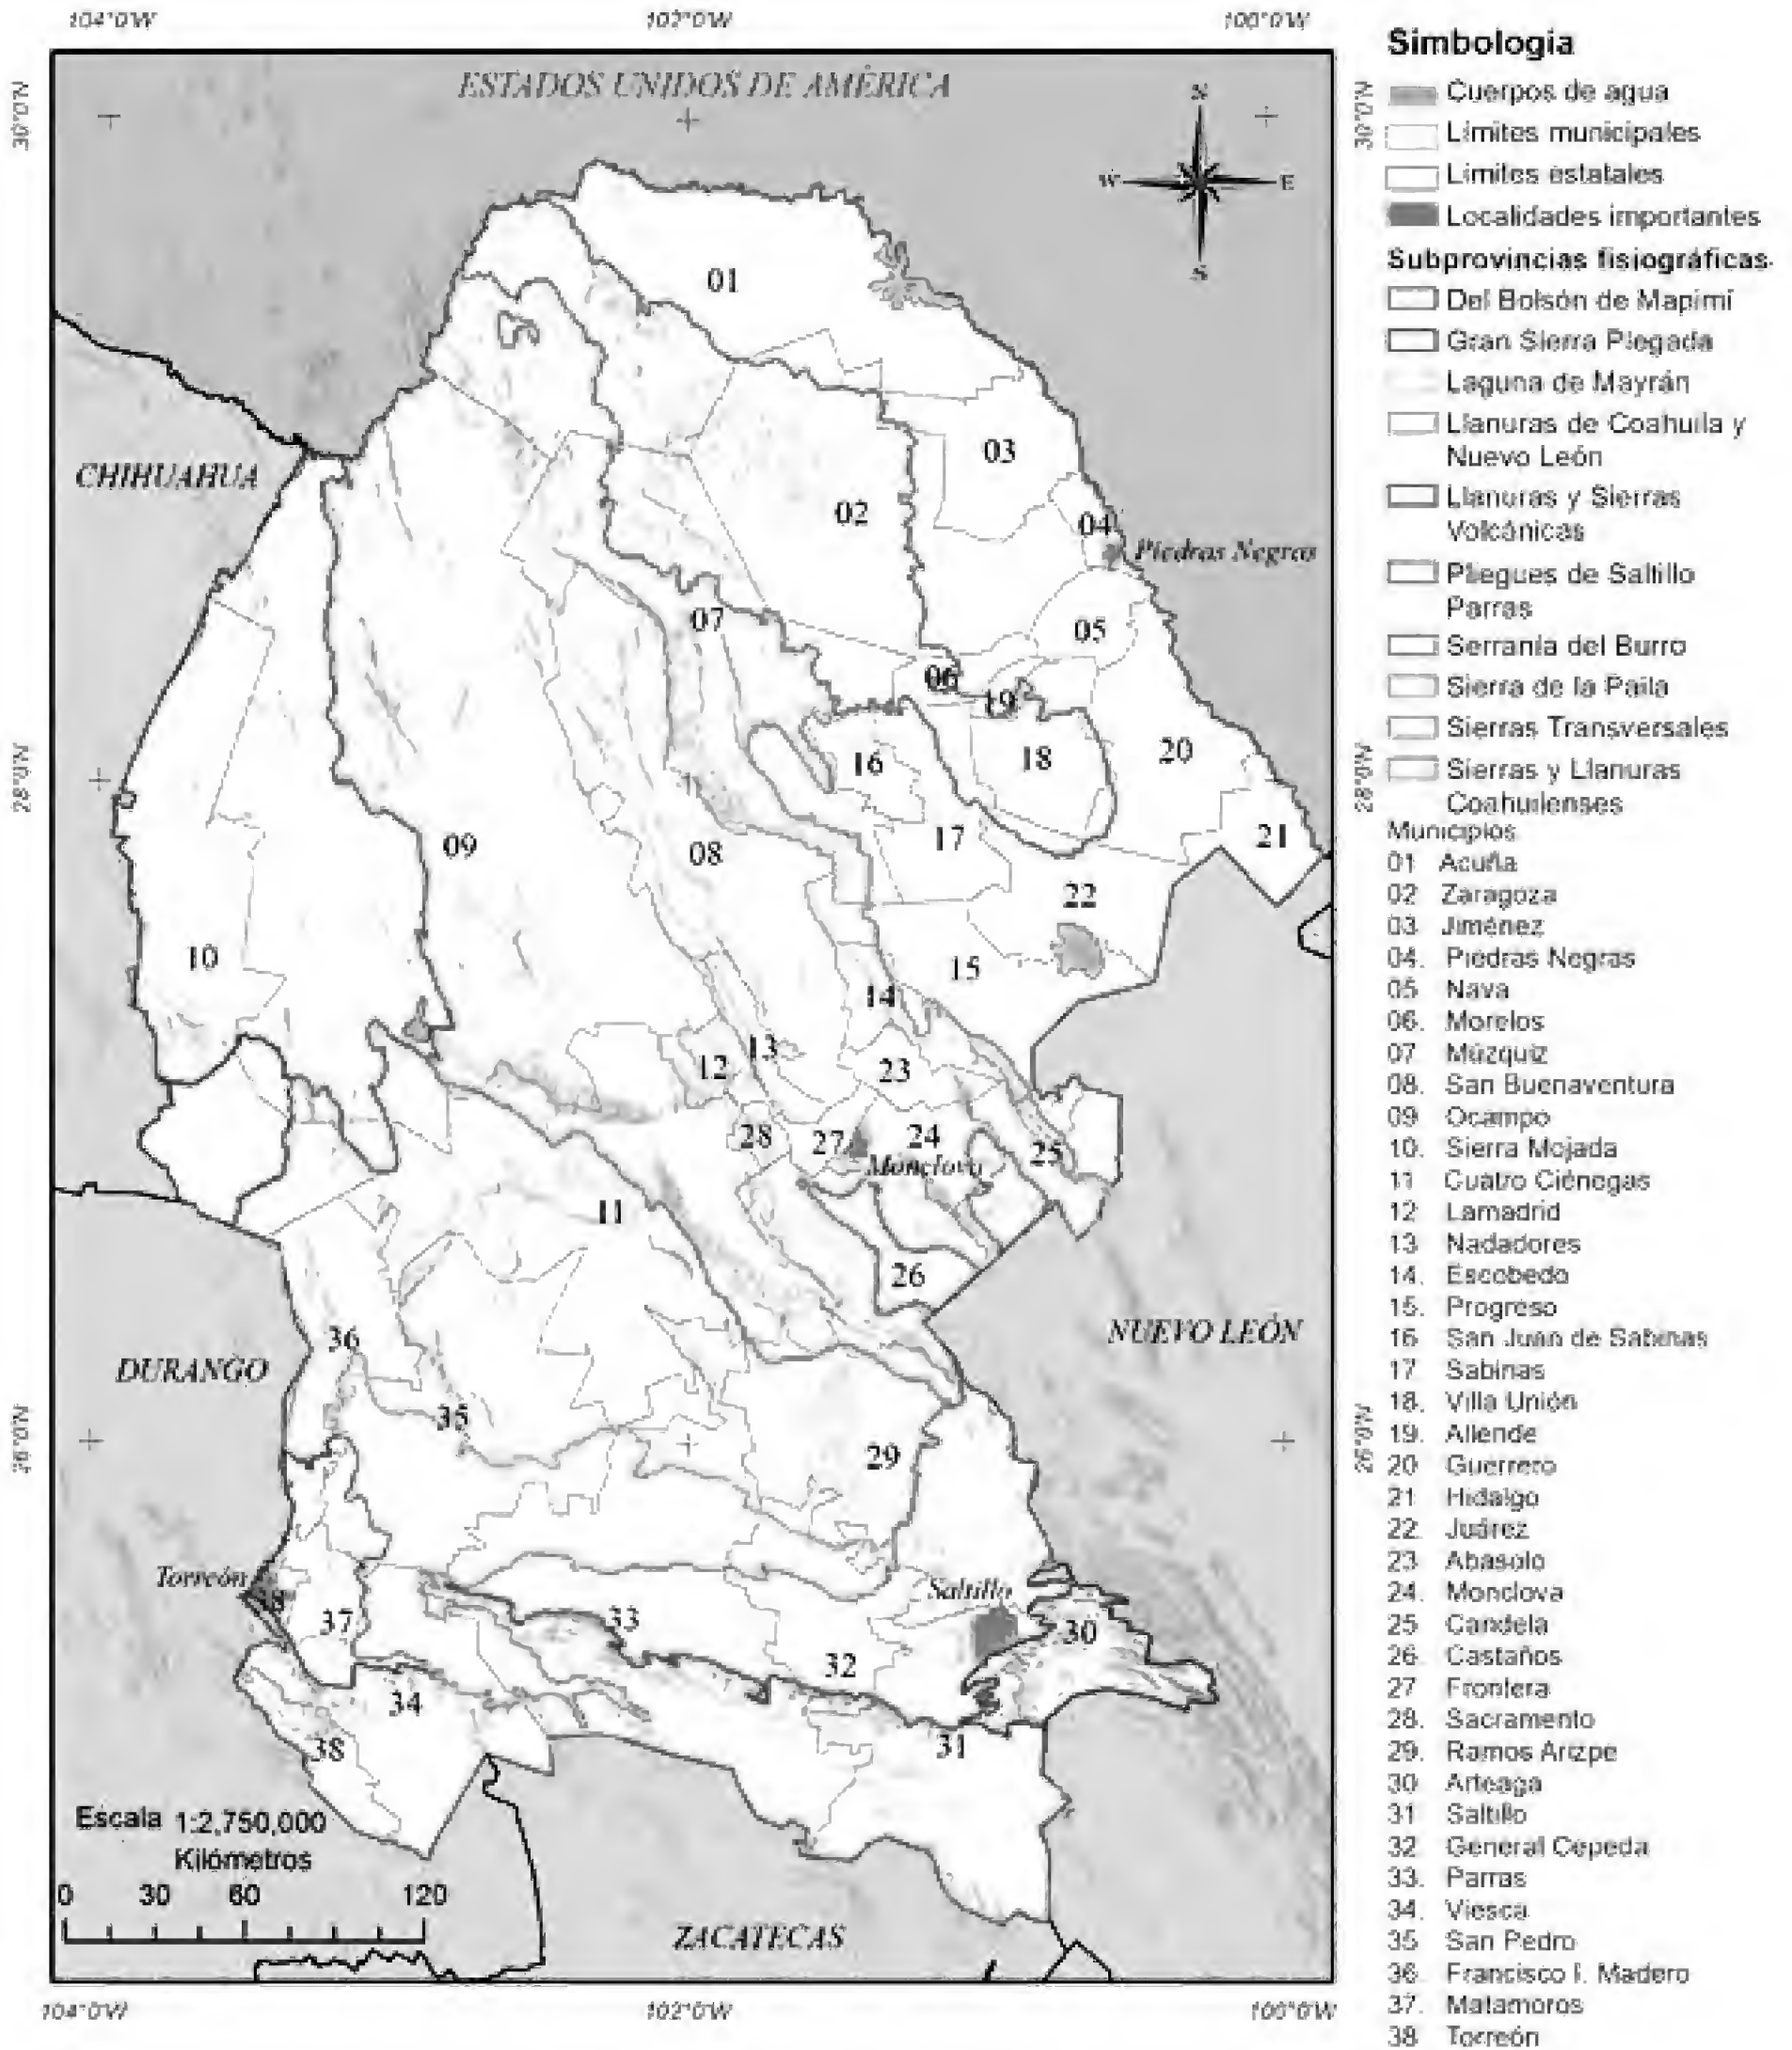 104°0'W 102°0'W 100°0'W
30°0'N
30°0'N
28°0'N
28°0'N
26°0'N
26°0'N
ESTADOS UNIDOS DE AMÉRICA
N
W E
S
CHIHUAHUA
DURANGO
NUEVO LEÓN
ZACATECAS
Piedras Negras
Monclova
Torreón
Saltillo
01
02
03
04
05
06
07
08
09
10
11
12
13
14
15
16
17
18
19
20
21
22
23
24
25
26
27
28
29
30
31
32
33
34
35
36
37
38
38
Escala 1:2,750,000
Kilómetros
0 30 60 120
104°0'W 102°0'W 100°0'W
Simbología
Cuerpos de agua
Límites municipales
Límites estatales
Localidades importantes
Subprovincias fisiográficas
Del Bolsón de Mapimí
Gran Sierra Plegada
Laguna de Mayrán
Llanuras de Coahuila y
Nuevo León
Llanuras y Sierras
Volcánicas
Pliegues de Saltillo
Parras
Serranía del Burro
Sierra de la Paila
Sierras Transversales
Sierras y Llanuras
Coahuilenses
Municipios
01 Acuña
02 Zaragoza
03 Jiménez
04. Piedras Negras
05 Nava
06. Morelos
07 Múzquiz
08. San Buenaventura
09 Ocampo
10. Sierra Mojada
11 Cuatro Ciénegas
12 Lamadrid
13 Nadadores
14. Escobedo
15. Progreso
16 San Juan de Sabinas
17 Sabinas
18. Villa Unión
19. Allende
20 Guerrero
21 Hidalgo
22. Juárez
23 Abasolo
24. Monclova
25 Candela
26. Castaños
27 Frontera
28. Sacramento
29. Ramos Arizpe
30 Arteaga
31 Saltillo
32 General Cepeda
33. Parras
34. Viesca
35 San Pedro
36. Francisco I. Madero
37. Matamoros
38 Torreón